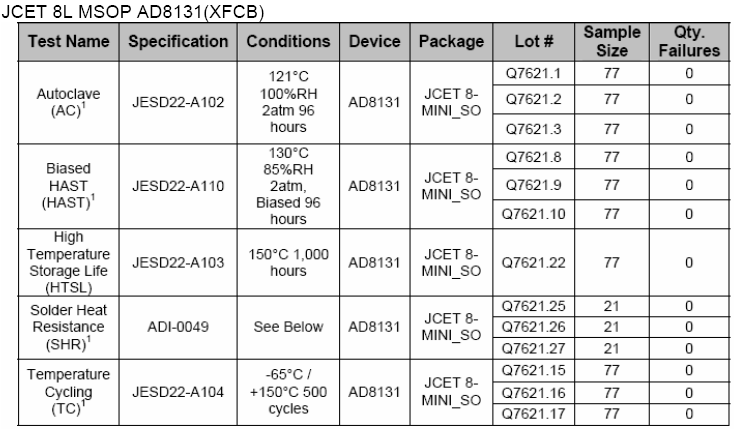 JCET 8L MSOP AD8131(XFCB)
Test Name Specification Conditions Device Package Lot # Sample Size Qty. Failures
Autoclave (AC)1 JESD22-A102 121°C 100%RH 2atm 96 hours AD8131 JCET 8-MINI_SO Q7621.1 77 0
Q7621.2 77 0
Q7621.3 77 0
Biased HAST (HAST)1 JESD22-A110 130°C 85%RH 2atm, Biased 96 hours AD8131 JCET 8-MINI_SO Q7621.8 77 0
Q7621.9 77 0
Q7621.10 77 0
High Temperature Storage Life (HTSL) JESD22-A103 150°C 1,000 hours AD8131 JCET 8-MINI_SO Q7621.22 77 0
Solder Heat Resistance (SHR)1 ADI-0049 See Below AD8131 JCET 8-MINI_SO Q7621.25 21 0
Q7621.26 21 0
Q7621.27 21 0
Temperature Cycling (TC)1 JESD22-A104 -65°C / +150°C 500 cycles AD8131 JCET 8-MINI_SO Q7621.15 77 0
Q7621.16 77 0
Q7621.17 77 0